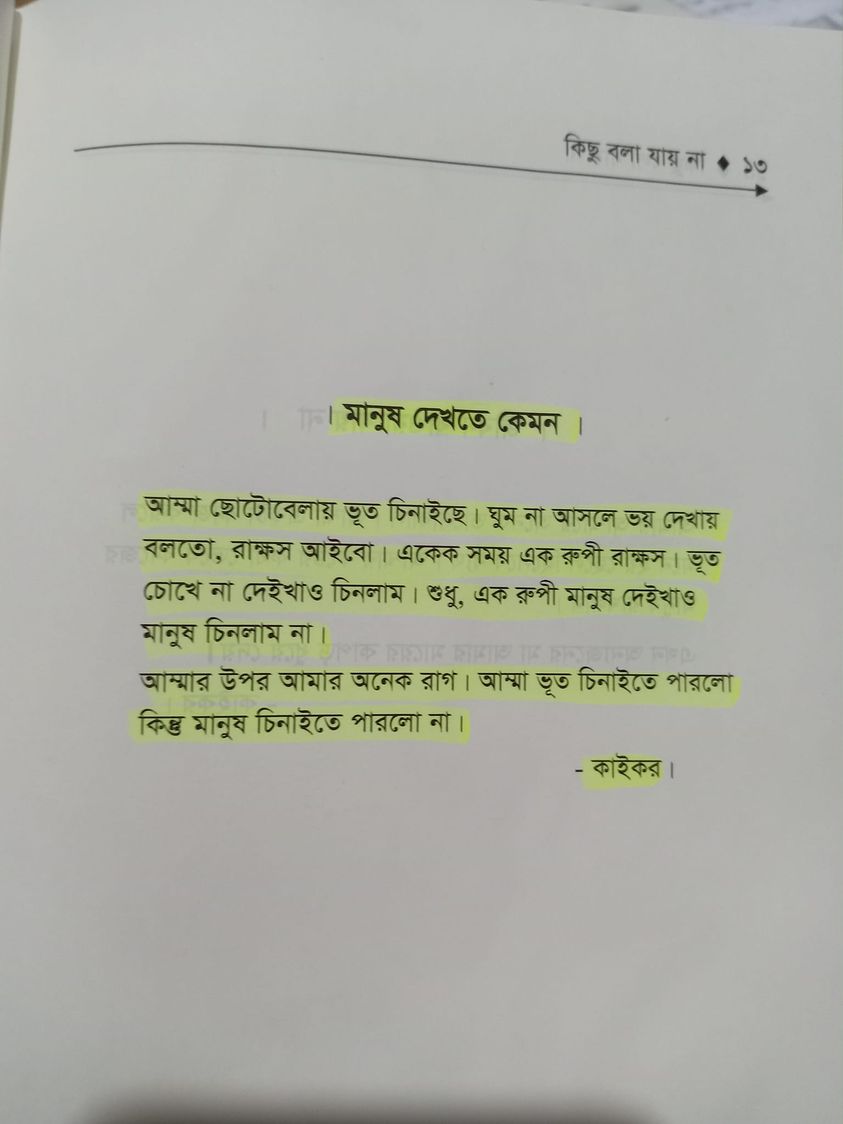 কিছু বলা যায় না ◆ ১৩
। মানুষ দেখতে কেমন ।
আম্মা ছোটোবেলায় ভূত চিনাইছে। ঘুম না আসলে ভয় দেখায়
বলতো, রাক্ষস আইবো। একেক সময় এক রুপী রাক্ষস। ভূত
চোখে না দেইখাও চিনলাম। শুধু, এক রুপী মানুষ দেইখাও
মানুষ চিনলাম না।
আম্মার উপর আমার অনেক রাগ। আম্মা ভূত চিনাইতে পারলো
কিন্তু মানুষ চিনাইতে পারলো না।
- কাইকর।